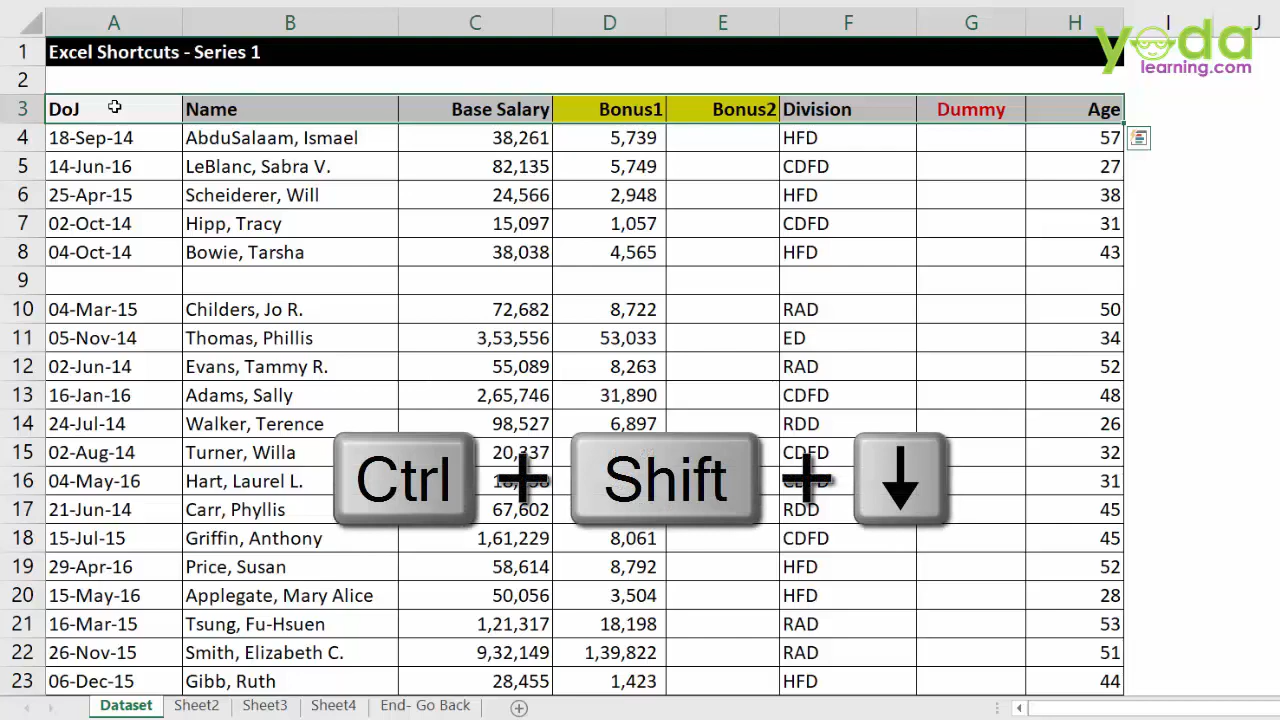 A B C D E F G H I J
yoda
learning.com
1 Excel Shortcuts - Series 1
2
3 DoJ Name Base Salary Bonus1 Bonus2 Division Dummy Age
4 18-Sep-14 AbduSalaam, Ismael 38,261 5,739 HFD 57
5 14-Jun-16 LeBlanc, Sabra V. 82,135 5,749 CDFD 27
6 25-Apr-15 Scheiderer, Will 24,566 2,948 HFD 38
7 02-Oct-14 Hipp, Tracy 15,097 1,057 CDFD 31
8 04-Oct-14 Bowie, Tarsha 38,038 4,565 HFD 43
9
10 04-Mar-15 Childers, Jo R. 72,682 8,722 RAD 50
11 05-Nov-14 Thomas, Phillis 3,53,556 53,033 ED 34
12 02-Jun-14 Evans, Tammy R. 55,089 8,263 RAD 52
13 16-Jan-16 Adams, Sally 2,65,746 31,890 CDFD 48
14 24-Jul-14 Walker, Terence 98,527 6,897 RDD 26
15 02-Aug-14 Turner, Willa 20,337 CDFD 32
16 04-May-16 Hart, Laurel L. 31
17 21-Jun-14 Carr, Phyllis 67,602 RDD 45
Ctrl + Shift + ↓
18 15-Jul-15 Griffin, Anthony 1,61,229 8,061 CDFD 45
19 29-Apr-16 Price, Susan 58,614 8,792 HFD 52
20 15-May-16 Applegate, Mary Alice 50,056 3,504 HFD 28
21 16-Mar-15 Tsung, Fu-Hsuen 1,21,317 18,198 RAD 53
22 26-Nov-15 Smith, Elizabeth C. 9,32,149 1,39,822 RAD 51
23 06-Dec-15 Gibb, Ruth 28,455 1,423 HFD 44
Dataset Sheet2 Sheet3 Sheet4 End- Go Back